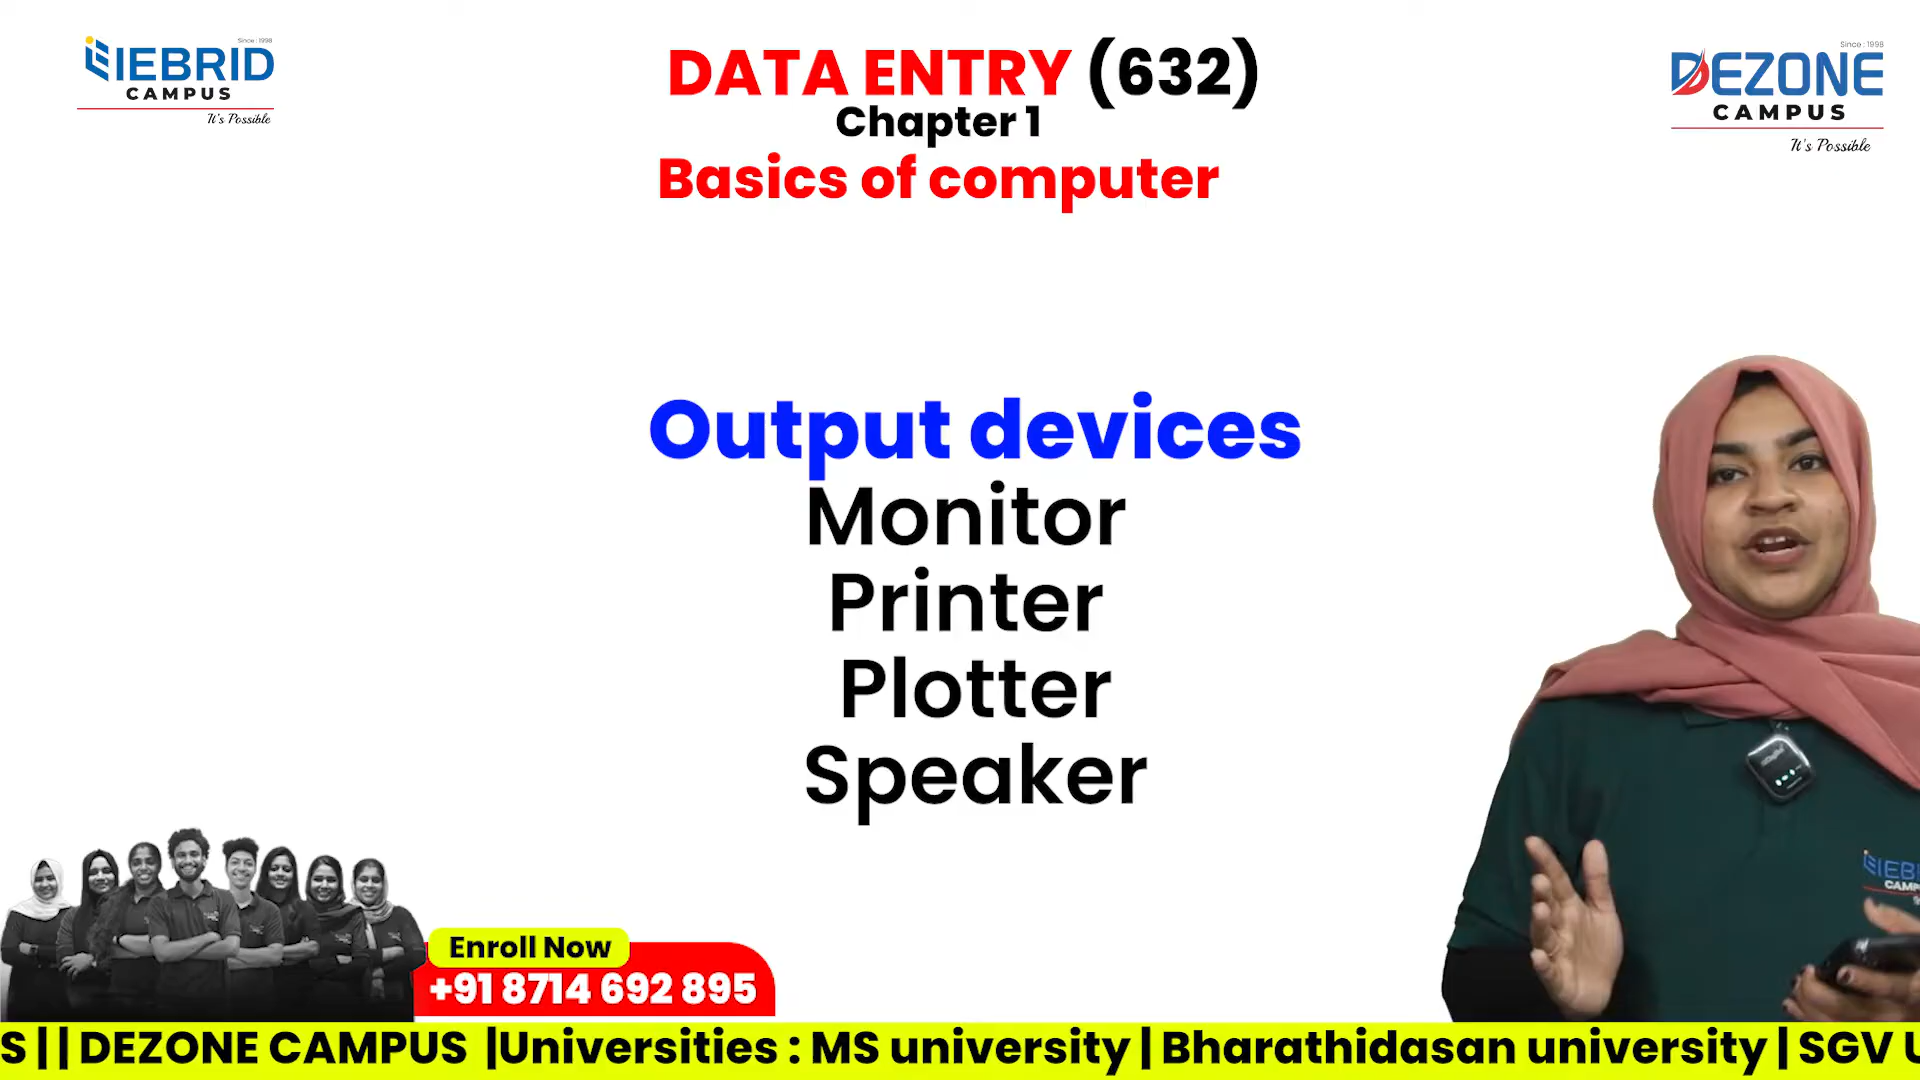 Since : 1998
IEBRID
CAMPUS
It's Possible
DATA ENTRY (632)
Chapter 1
Basics of computer
Since : 1998
DEZONE
CAMPUS
It's Possible
Output devices
Monitor
Printer
Plotter
Speaker
Enroll Now
+91 8714 692 895
S | | DEZONE CAMPUS |Universities : MS university | Bharathidasan university | SGV